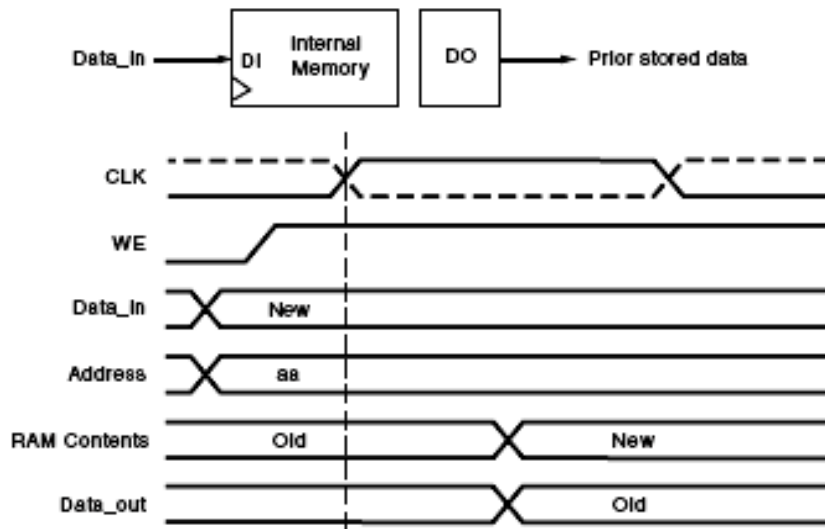 Data_In
DI
Internal
Memory
DO
Prior stored data
CLK
WE
Data_In
New
Address
aa
RAM Contents
Old
New
Data_out
Old